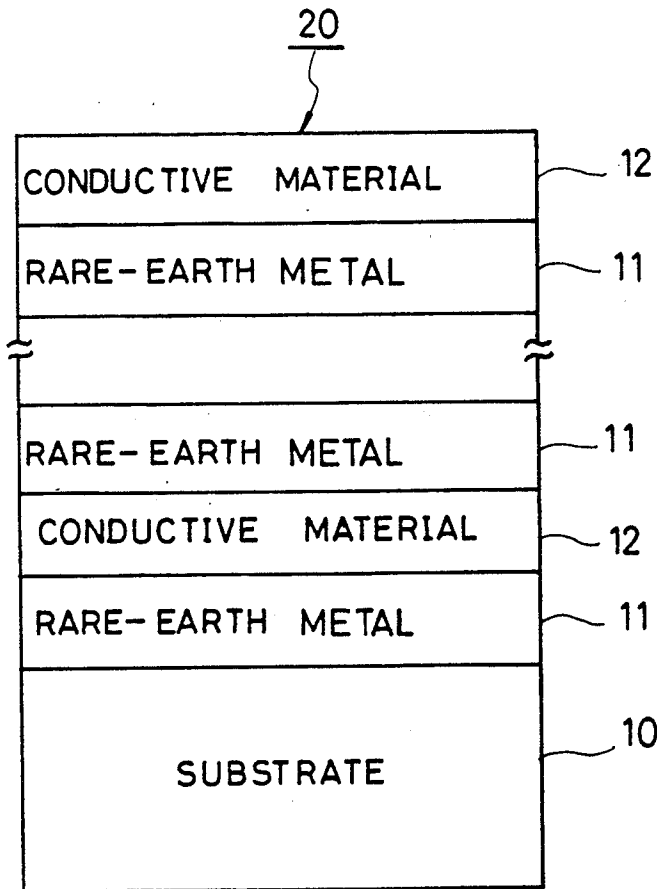 20
CONDUCTIVE MATERIAL 12
RARE-EARTH METAL 11
RARE-EARTH METAL 11
CONDUCTIVE MATERIAL 12
RARE-EARTH METAL 11
10
SUBSTRATE